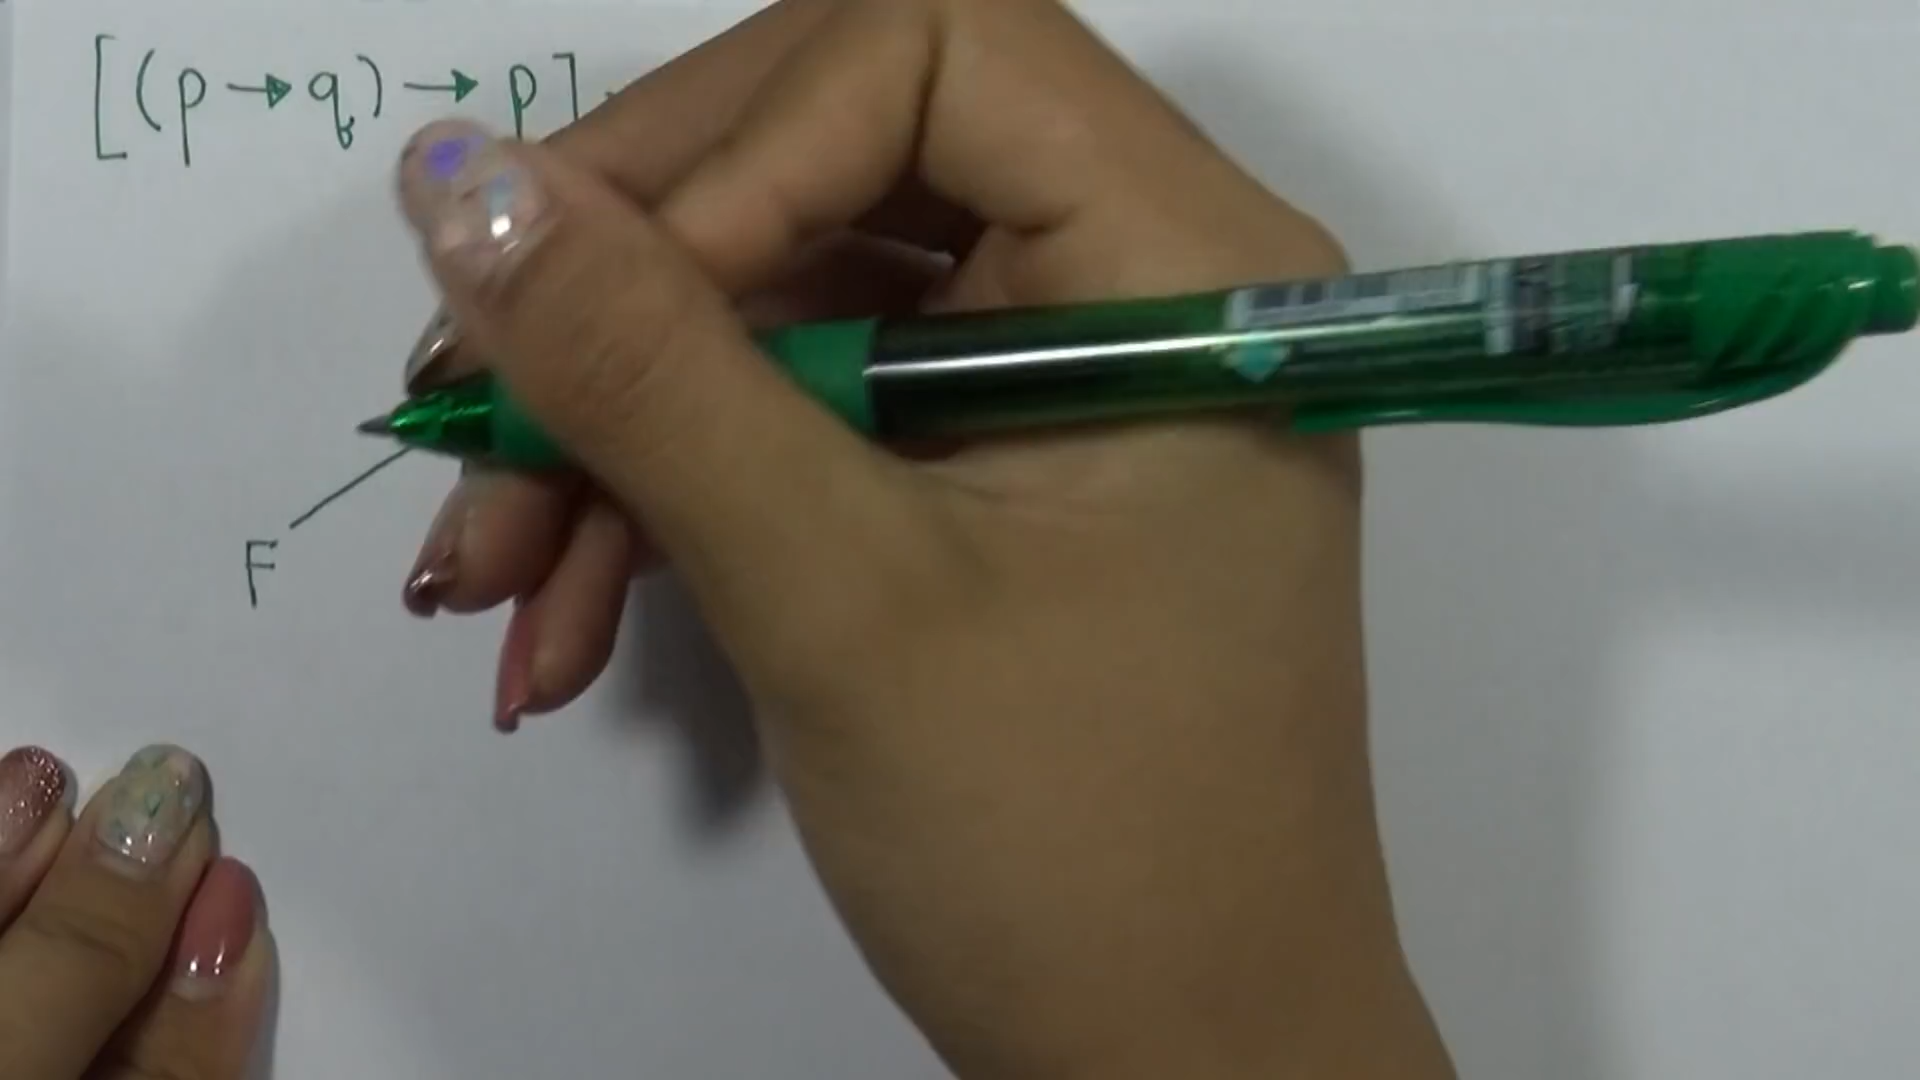 [(p → q) → p]
F